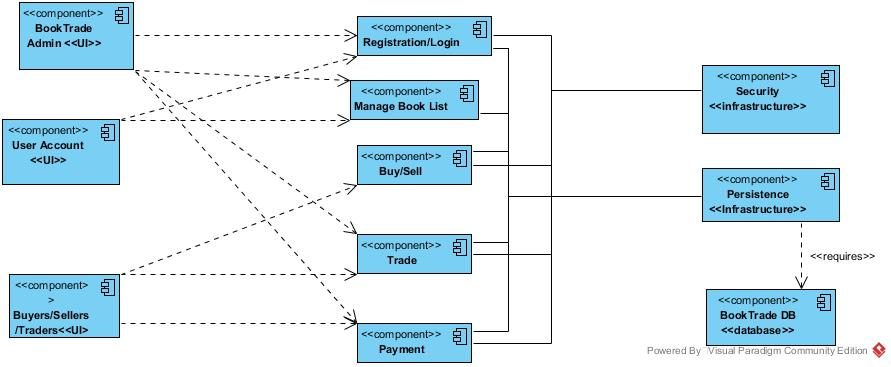 <<component>>
BookTrade
Admin <<UI>>
<<component>>
User Account
<<UI>>
<<component>
>
Buyers/Sellers
/Traders<<UI>
<<component>>
Registration/Login
<<component>>
Manage Book List
<<component>>
Buy/Sell
<<component>>
Trade
<<component>>
Payment
<<component>>
Security
<<infrastructure>>
<<component>>
Persistence
<<Infrastructure>>
<<requires>>
<<component>>
BookTrade DB
<<database>>
Powered By Visual Paradigm Community Edition